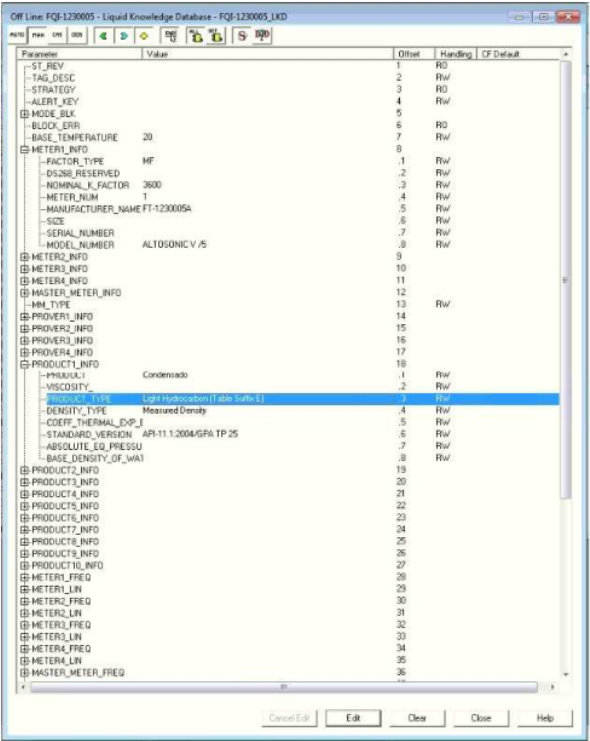 Off Line: FQI-1230005 - Liquid Knowledge Database - FQI-1230005_LKD
AUTO MAN CAS
Parameter Value Offset Handling CF Default
ST_REV 1 RO
TAG_DESC 2 RW
STRATEGY 3 RO
ALERT_KEY 4 RW
MODE_BLK 5
BLOCK_ERR 6 RO
BASE_TEMPERATURE 20 7 RW
METER1_INFO 8
FACTOR_TYPE MF .1 RW
DS268_RESERVED .2 RW
NOMINAL_K_FACTOR 3600 .3 RW
METER_NUM 1 .4 RW
MANUFACTURER_NAME FT-1230005A .5 RW
SIZE .6 RW
SERIAL_NUMBER .7 RW
MODEL_NUMBER ALTOSONIC V /5 .8 RW
METER2_INFO 9
METER3_INFO 10
METER4_INFO 11
MASTER_METER_INFO 12
MM_TYPE 13 RW
PROVER1_INFO 14
PROVER2_INFO 15
PROVER3_INFO 16
PROVER4_INFO 17
PRODUCT1_INFO 18
PRODUCT Condensado .1 RW
VISCOSITY_ .2 RW
PRODUCT_TYPE Light Hydrocarbon (Table Suffix E) .3 RW
DENSITY_TYPE Measured Density .4 RW
COEFF_THERMAL_EXP_E .5 RW
STANDARD_VERSION API-11.1:2004/GPA TP 25 .6 RW
ABSOLUTE_EQ_PRESSU .7 RW
BASE_DENSITY_OF_WAT .8 RW
PRODUCT2_INFO 19
PRODUCT3_INFO 20
PRODUCT4_INFO 21
PRODUCT5_INFO 22
PRODUCT6_INFO 23
PRODUCT7_INFO 24
PRODUCT8_INFO 25
PRODUCT9_INFO 26
PRODUCT10_INFO 27
METER1_FREQ 28
METER1_LIN 29
METER2_FREQ 30
METER2_LIN 31
METER3_FREQ 32
METER3_LIN 33
METER4_FREQ 34
METER4_LIN 35
MASTER_METER_FREQ 36
Cancel Edit Edit Clear Close Help